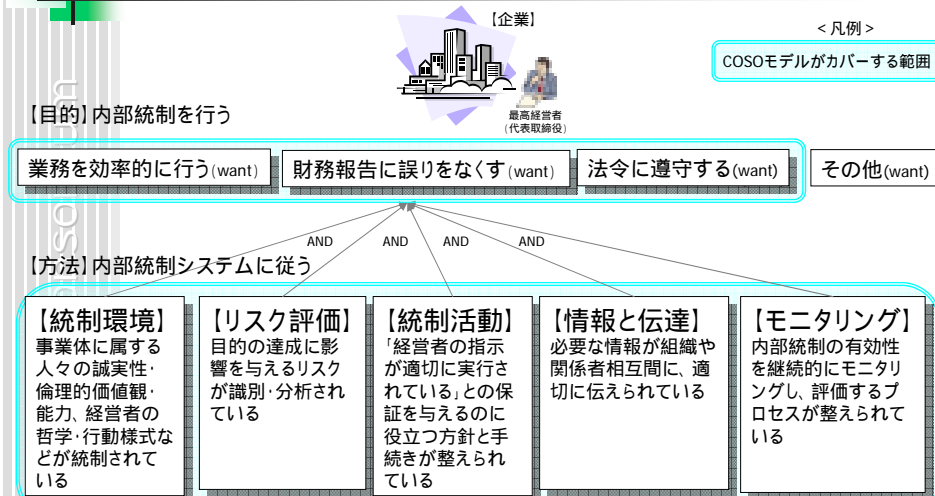 【企業】
<凡例>
COSOモデルがカバーする範囲
最高経営者
(代表取締役)
【目的】内部統制を行う
業務を効率的に行う(want)
財務報告に誤りをなくす(want)
法令に遵守する(want)
その他(want)
AND
AND
AND
AND
【方法】内部統制システムに従う
【統制環境】
事業体に属する
人々の誠実性・
倫理的価値観・
能力、経営者の
哲学・行動様式な
どが統制されて
いる
【リスク評価】
目的の達成に影
響を与えるリスク
が識別・分析され
ている
【統制活動】
「経営者の指示
が適切に実行さ
れている」との保
証を与えるのに
役立つ方針と手
続きが整えられ
ている
【情報と伝達】
必要な情報が組織や
関係者相互間に、適
切に伝えられている
【モニタリング】
内部統制の有効性
を継続的にモニタリ
ングし、評価するプ
ロセスが整えられて
いる